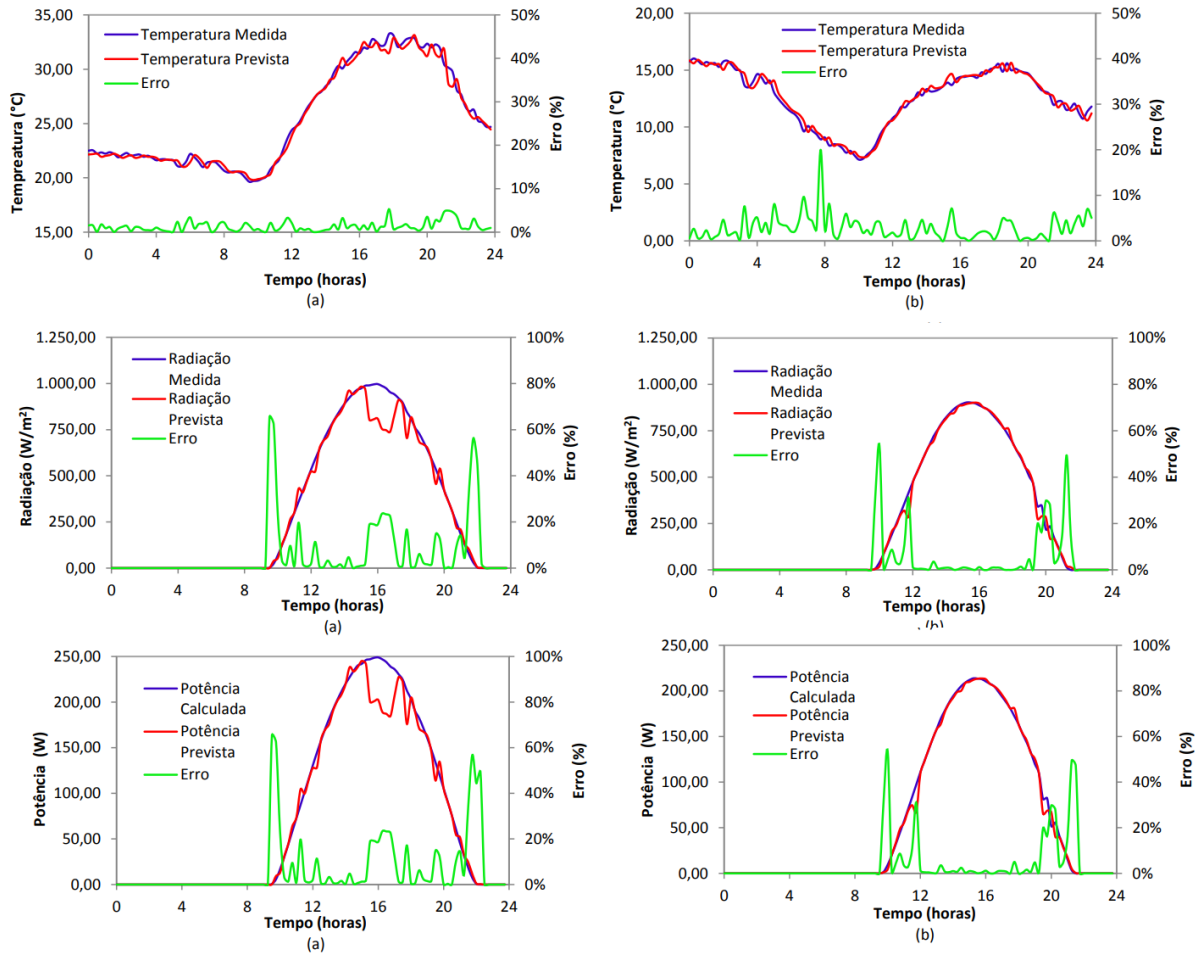 35,00
30,00
25,00
20,00
15,00
Tempreatura (°C)
Temperatura Medida
Temperatura Prevista
Erro
50%
40%
30%
20%
10%
0%
Erro (%)
0 4 8 12 16 20 24
Tempo (horas)
(a)
20,00
15,00
10,00
5,00
0,00
Temperatura (°C)
Temperatura Medida
Temperatura Prevista
Erro
50%
40%
30%
20%
10%
0%
Erro (%)
0 4 8 12 16 20 24
Tempo (horas)
(b)
1.250,00
1.000,00
750,00
500,00
250,00
0,00
Radiação (W/m²)
Radiação
Medida
Radiação
Prevista
Erro
100%
80%
60%
40%
20%
0%
Erro (%)
0 4 8 12 16 20 24
Tempo (horas)
(a)
1.250,00
1.000,00
750,00
500,00
250,00
0,00
Radiação (W/m²)
Radiação
Medida
Radiação
Prevista
Erro
100%
80%
60%
40%
20%
0%
Erro (%)
0 4 8 12 16 20 24
Tempo (horas)
(b)
250,00
200,00
150,00
100,00
50,00
0,00
Potência (W)
Potência
Calculada
Potência
Prevista
Erro
100%
80%
60%
40%
20%
0%
Erro (%)
0 4 8 12 16 20 24
Tempo (horas)
(a)
250,00
200,00
150,00
100,00
50,00
0,00
Potência (W)
Potência
Calculada
Potência
Prevista
Erro
100%
80%
60%
40%
20%
0%
Erro (%)
0 4 8 12 16 20 24
Tempo (horas)
(b)